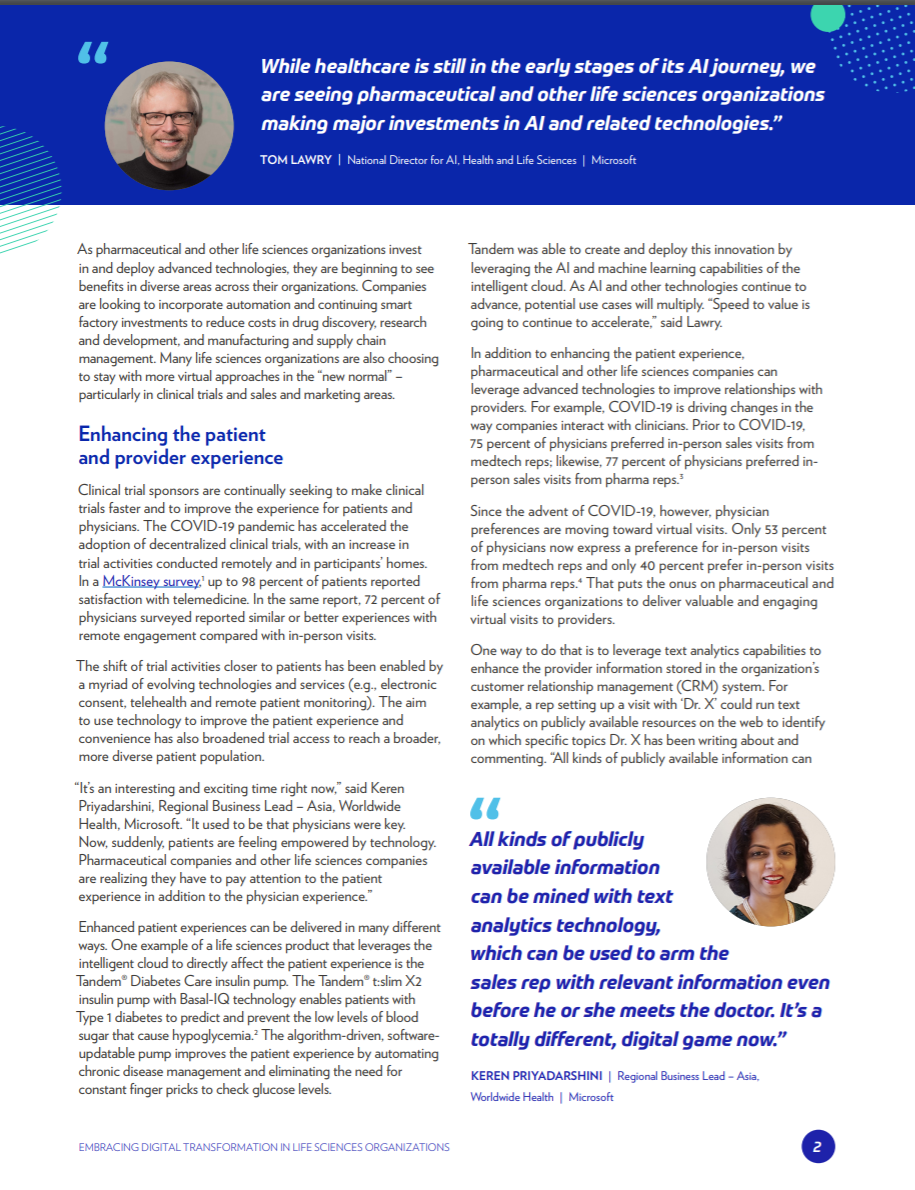 “
While healthcare is still in the early stages of its AI journey, we
are seeing pharmaceutical and other life sciences organizations
making major investments in AI and related technologies.”
TOM LAWRY | National Director for AI, Health and Life Sciences | Microsoft
As pharmaceutical and other life sciences organizations invest
in and deploy advanced technologies, they are beginning to see
benefits in diverse areas across their organizations. Companies
are looking to incorporate automation and continuing smart
factory investments to reduce costs in drug discovery, research
and development, and manufacturing and supply chain
management. Many life sciences organizations are also choosing
to stay with more virtual approaches in the “new normal” –
particularly in clinical trials and sales and marketing areas.
Enhancing the patient
and provider experience
Clinical trial sponsors are continually seeking to make clinical
trials faster and to improve the experience for patients and
physicians. The COVID-19 pandemic has accelerated the
adoption of decentralized clinical trials, with an increase in
trial activities conducted remotely and in participants’ homes.
In a McKinsey survey,¹ up to 98 percent of patients reported
satisfaction with telemedicine. In the same report, 72 percent of
physicians surveyed reported similar or better experiences with
remote engagement compared with in-person visits.
The shift of trial activities closer to patients has been enabled by
a myriad of evolving technologies and services (e.g., electronic
consent, telehealth and remote patient monitoring). The aim
to use technology to improve the patient experience and
convenience has also broadened trial access to reach a broader,
more diverse patient population.
“It’s an interesting and exciting time right now,” said Keren
Priyadarshini, Regional Business Lead – Asia, Worldwide
Health, Microsoft. “It used to be that physicians were key.
Now, suddenly, patients are feeling empowered by technology.
Pharmaceutical companies and other life sciences companies
are realizing they have to pay attention to the patient
experience in addition to the physician experience.”
Enhanced patient experiences can be delivered in many different
ways. One example of a life sciences product that leverages the
intelligent cloud to directly affect the patient experience is the
Tandem® Diabetes Care insulin pump. The Tandem® t:slim X2
insulin pump with Basal-IQ technology enables patients with
Type 1 diabetes to predict and prevent the low levels of blood
sugar that cause hypoglycemia.² The algorithm-driven, software-
updatable pump improves the patient experience by automating
chronic disease management and eliminating the need for
constant finger pricks to check glucose levels.
Tandem was able to create and deploy this innovation by
leveraging the AI and machine learning capabilities of the
intelligent cloud. As AI and other technologies continue to
advance, potential use cases will multiply. “Speed to value is
going to continue to accelerate,” said Lawry.
In addition to enhancing the patient experience,
pharmaceutical and other life sciences companies can
leverage advanced technologies to improve relationships with
providers. For example, COVID-19 is driving changes in the
way companies interact with clinicians. Prior to COVID-19,
75 percent of physicians preferred in-person sales visits from
medtech reps; likewise, 77 percent of physicians preferred in-
person sales visits from pharma reps.³
Since the advent of COVID-19, however, physician
preferences are moving toward virtual visits. Only 53 percent
of physicians now express a preference for in-person visits
from medtech reps and only 40 percent prefer in-person visits
from pharma reps.⁴ That puts the onus on pharmaceutical and
life sciences organizations to deliver valuable and engaging
virtual visits to providers.
One way to do that is to leverage text analytics capabilities to
enhance the provider information stored in the organization’s
customer relationship management (CRM) system. For
example, a rep setting up a visit with ‘Dr. X’ could run text
analytics on publicly available resources on the web to identify
on which specific topics Dr. X has been writing about and
commenting. “All kinds of publicly available information can
“
All kinds of publicly
available information
can be mined with text
analytics technology,
which can be used to arm the
sales rep with relevant information even
before he or she meets the doctor. It’s a
totally different, digital game now.”
KEREN PRIYADARSHINI | Regional Business Lead – Asia,
Worldwide Health | Microsoft
EMBRACING DIGITAL TRANSFORMATION IN LIFE SCIENCES ORGANIZATIONS
2